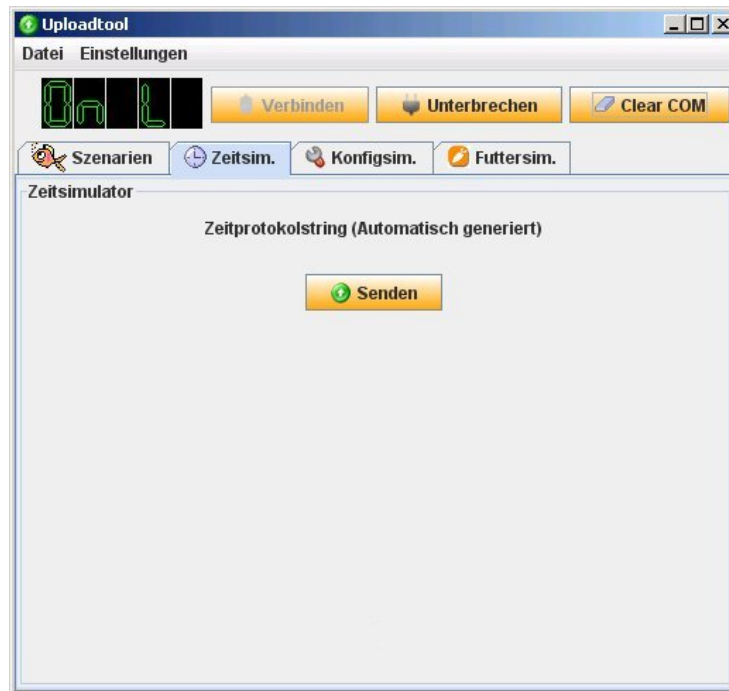 Uploadtool
Datei Einstellungen
On L Verbinden Unterbrechen Clear COM
Szenarien Zeitsim. Konfigsim. Futtersim.
Zeitsimulator
Zeitprotokolstring (Automatisch generiert)
Senden